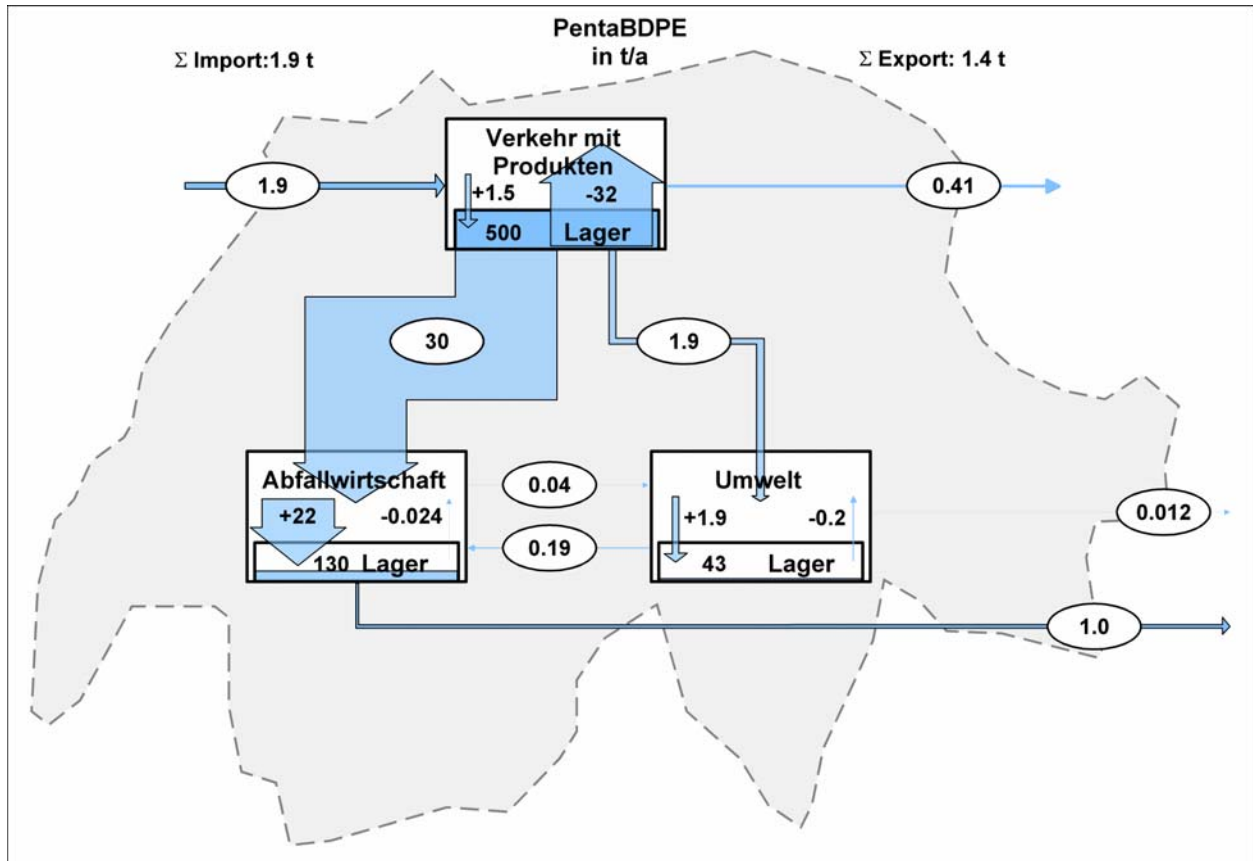 PentaBDPE
in t/a
Σ Import:1.9 t
Σ Export: 1.4 t
Verkehr mit
Produkten
1.9
+1.5
-32
0.41
500
Lager
30
1.9
Abfallwirtschaft
Umwelt
0.04
+22
-0.024
+1.9
-0.2
0.012
0.19
130 Lager
43
Lager
1.0